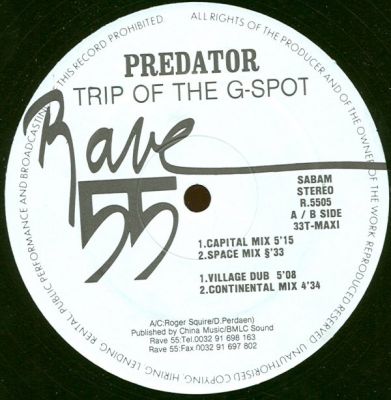 ALL RIGHTS OF THE PRODUCER AND OF THE OWNER OF THE WORK REPRODUCED RESERVED. UNAUTHORISED COPYING, HIRING, LENDING, RENTAL, PUBLIC PERFORMANCE AND BROADCASTING OF THIS RECORD PROHIBITED.
PREDATOR
TRIP OF THE G-SPOT
Rave
55
SABAM
STEREO
R.5505
A / B SIDE
33T-MAXI
1.CAPITAL MIX 5'15
2.SPACE MIX §'33
1.VILLAGE DUB 5'08
2.CONTINENTAL MIX 4'34
A/C:Roger Squire/D.Perdaen)
Published by China Music/BMLC Sound
Rave 55:Tel.0032 91 698 163
Rave 55:Fax 0032 91 697 802